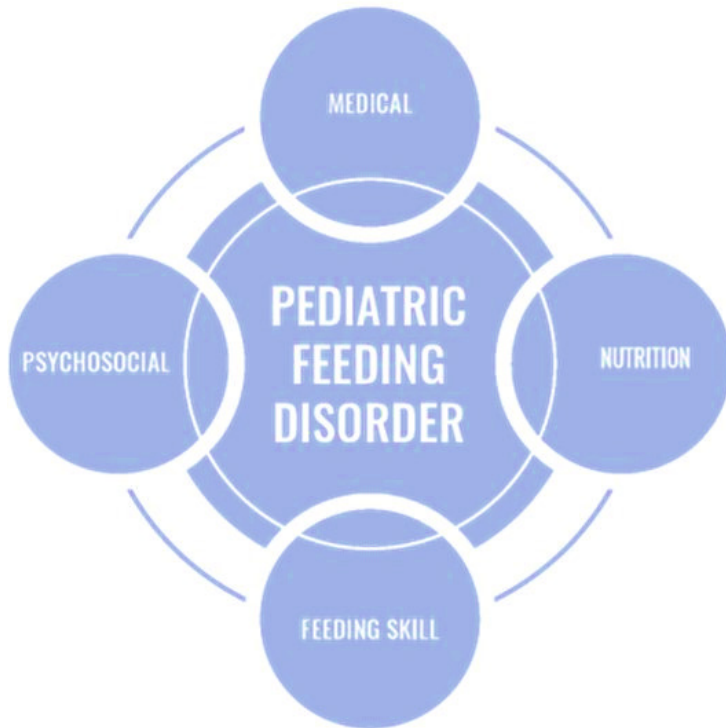 MEDICAL
PEDIATRIC
FEEDING
DISORDER
PSYCHOSOCIAL
NUTRITION
FEEDING SKILL